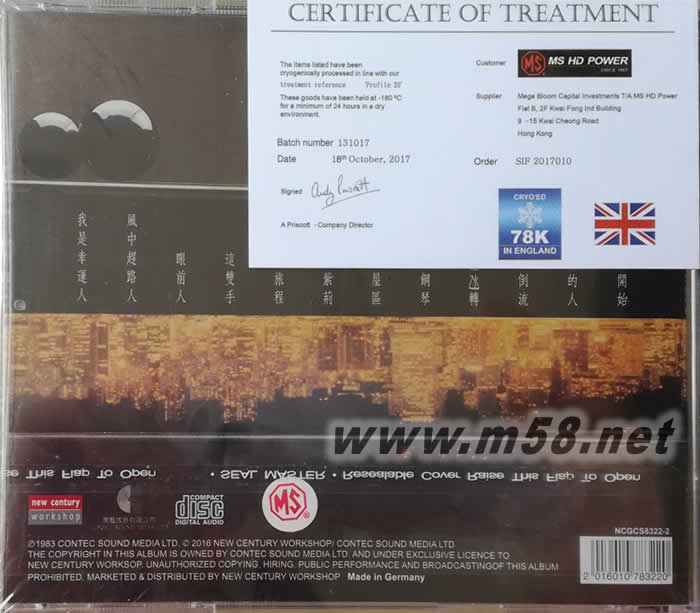 CERTIFICATE OF TREATMENT
The items listed have been
cryogenically processed in line with our
treatment reference 'Profile 20'
These goods have been held at -180 ºC
for a minimum of 24 hours in a dry
environment.
Batch number 131017
Date 18th October, 2017
Signed
A Priscott - Company Director
Customer MS MS HD POWER
Supplier Mega Bloom Capital Investments T/A MS HD Power
Flat B, 2F Kwai Fong Ind Building
9 -15 Kwai Cheong Road
Hong Kong
Order SIF 2017010
CRYO'ED
78K
IN ENGLAND
開始
的人
倒流
轉
鋼琴
屋區
紫荊
旅程
這雙手
眼前人
風中趕路人
我是幸運人
www.m58.net
se This Flap To Open • SEAL MASTER • Resealable Cover Raise This Flap To Open
new century
workshop
COMPACT
disc
DIGITAL AUDIO
MS
NCGCS8322-2
2 016010 783220
℗1983 CONTEC SOUND MEDIA LTD. © 2016 NEW CENTURY WORKSHOP/ CONTEC SOUND MEDIA LTD
THE COPYRIGHT IN THIS ALBUM IS OWNED BY CONTEC SOUND MEDIA LTD. AND UNDER EXCLUSIVE LICENCE TO
NEW CENTURY WORKSOP. UNAUTHORIZED COPYING, HIRING, PUBLIC PERFORMANCE AND BROADCASTINGOF THIS ALBUM
PROHIBITED. MARKETED & DISTRIBUTED BY NEW CENTURY WORKSHOP Made in Germany